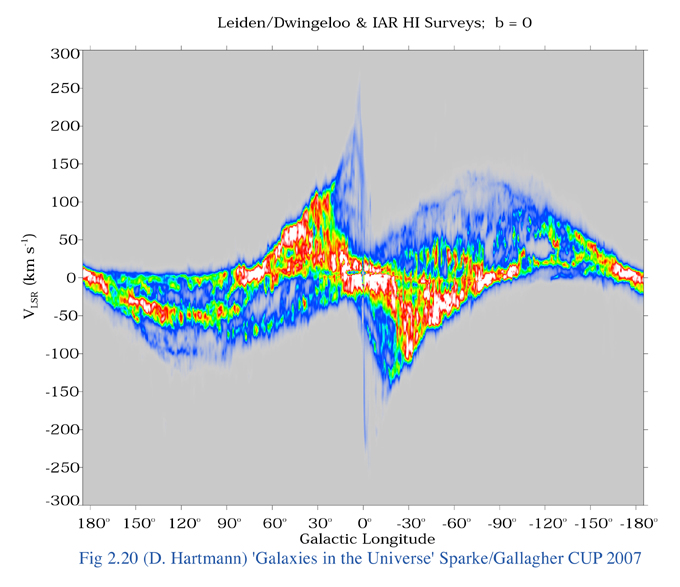 Leiden/Dwingeloo & IAR HI Surveys; b = 0
300
250
200
150
100
50
0
-50
-100
-150
-200
-250
-300
V_LSR (km s⁻¹)
180° 150° 120° 90° 60° 30° 0° -30° -60° -90° -120° -150° -180°
Galactic Longitude
Fig 2.20 (D. Hartmann) 'Galaxies in the Universe' Sparke/Gallagher CUP 2007